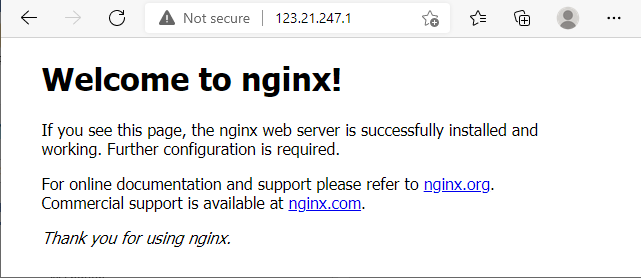 Not secure | 123.21.247.1
Welcome to nginx!
If you see this page, the nginx web server is successfully installed and
working. Further configuration is required.
For online documentation and support please refer to nginx.org.
Commercial support is available at nginx.com.
Thank you for using nginx.